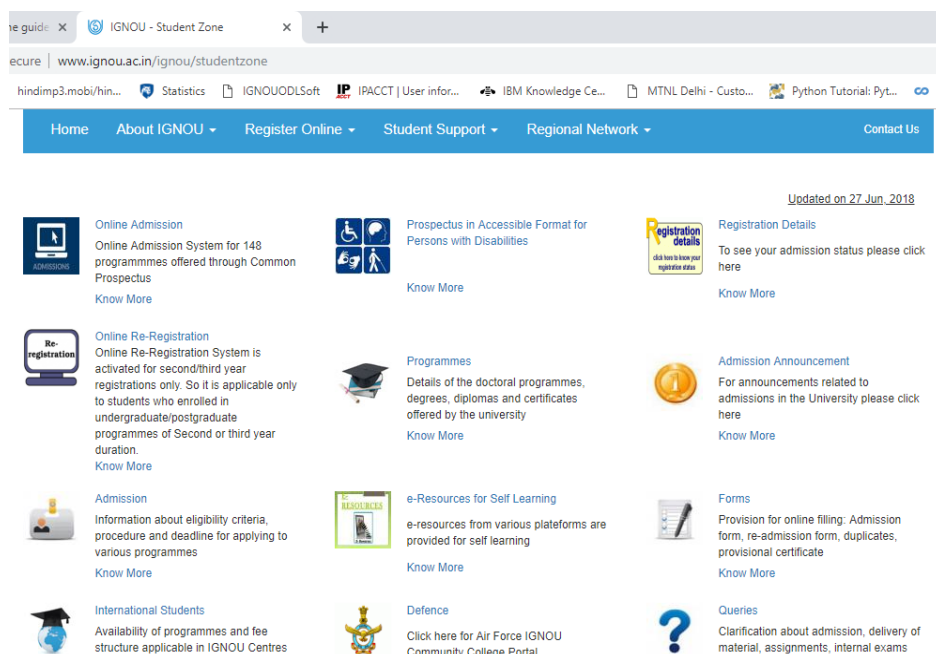 ne guide
IGNOU - Student Zone
ecure | www.ignou.ac.in/ignou/studentzone
hindimp3.mobi/hin... Statistics IGNOUODLSoft IP ACCT IPACCT | User infor... IBM Knowledge Ce... MTNL Delhi - Custo... Python Tutorial: Pyt...
Home About IGNOU Register Online Student Support Regional Network Contact Us
Updated on 27 Jun, 2018
ADMISSIONS
Online Admission
Online Admission System for 148
programmmes offered through Common
Prospectus
Know More
Prospectus in Accessible Format for
Persons with Disabilities
Know More
Registration
details
click here to know your
registration status
Registration Details
To see your admission status please click
here
Know More
Re-
registration
Online Re-Registration
Online Re-Registration System is
activated for second/third year
registrations only. So it is applicable only
to students who enrolled in
undergraduate/postgraduate
programmes of Second or third year
duration.
Know More
Programmes
Details of the doctoral programmes,
degrees, diplomas and certificates
offered by the university
Know More
Admission Announcement
For announcements related to
admissions in the University please click
here
Know More
Admission
Information about eligibility criteria,
procedure and deadline for applying to
various programmes
Know More
RESOURCES
e-Resources for Self Learning
e-resources from various plateforms are
provided for self learning
Know More
Forms
Provision for online filling: Admission
form, re-admission form, duplicates,
provisional certificate
Know More
International Students
Availability of programmes and fee
structure applicable in IGNOU Centres
Defence
Click here for Air Force IGNOU
Community College Portal
Queries
Clarification about admission, delivery of
material, assignments, internal exams